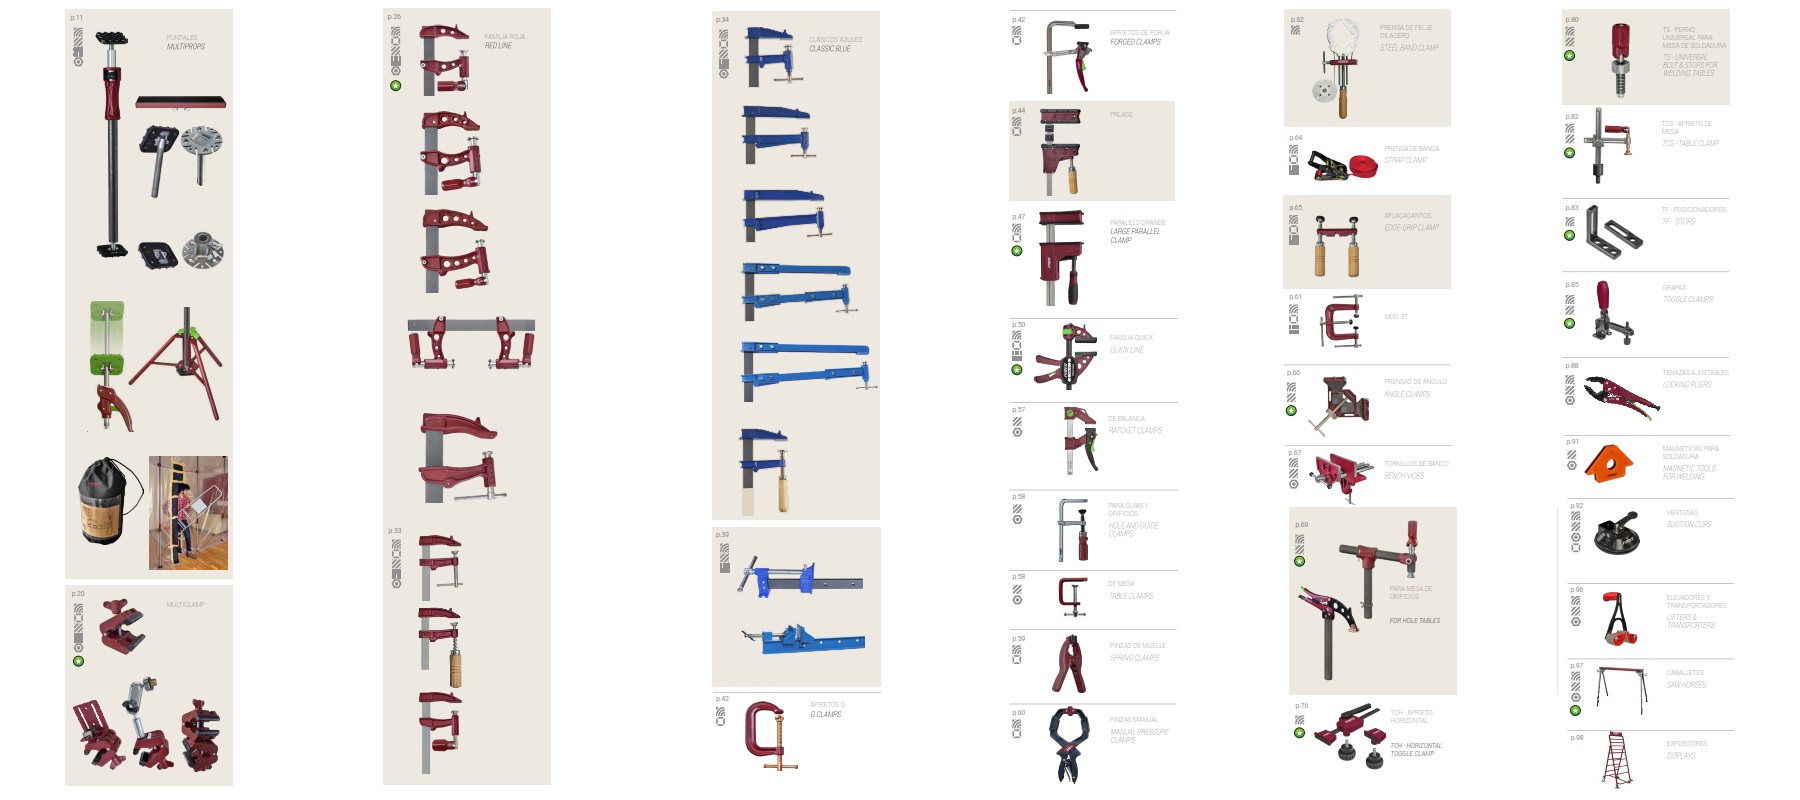 p.11
PUNTALES
MULTIPROPS
p.20
MULTICLAMP
p.26
FAMILIA ROJA
RED LINE
p.33
p.34
CLÁSICOS AZULES
CLASSIC BLUE
p.39
p.42
APRIETOS G
G CLAMPS
p.42
APRIETOS DE FORJA
FORGED CLAMPS
p.44
PRL400
p.47
PARALELO GRANDE
LARGE PARALLEL
CLAMP
p.50
FAMILIA QUICK
QUICK LINE
p.57
DE PALANCA
RATCHET CLAMPS
p.58
PARA GUÍAS Y
ORIFICIOS
HOLE AND GUIDE
CLAMPS
p.58
DE MESA
TABLE CLAMPS
p.59
PINZAS DE MUELLE
SPRING CLAMPS
p.60
PINZAS MANUAL
MANUAL PRESSURE
CLAMPS
p.62
PRENSA DE FLEJE
DE ACERO
STEEL BAND CLAMP
p.64
PRENSA DE BANDA
STRAP CLAMP
p.65
APLACACANTOS
EDGE-GRIP CLAMP
p.61
MOD. 3T
p.66
PRENSAS DE ÁNGULO
ANGLE CLAMPS
p.67
TORNILLOS DE BANCO
BENCH VICES
p.69
PARA MESA DE
ORIFICIOS
FOR HOLE TABLES
p.76
TCH - APRIETO
HORIZONTAL
TCH - HORIZONTAL
TOGGLE CLAMP
p.80
TS - PERNO
UNIVERSAL PARA
MESA DE SOLDADURA
TS - UNIVERSAL
BOLT & STOPS FOR
WELDING TABLES
p.82
TCS - APRIETO DE
MESA
TCS - TABLE CLAMP
p.83
TF - POSICIONADORES
TF - STOPS
p.85
GRAPAS
TOGGLE CLAMPS
p.88
TENAZAS AJUSTABLES
LOCKING PLIERS
p.91
MAGNÉTICAS PARA
SOLDADURA
MAGNETIC TOOLS
FOR WELDING
p.92
VENTOSAS
SUCTION CUPS
p.96
ELEVADORES Y
TRANSPORTADORES
LIFTERS &
TRANSPORTERS
p.97
CABALLETES
SAW HORSES
p.98
EXPOSITORES
DISPLAYS